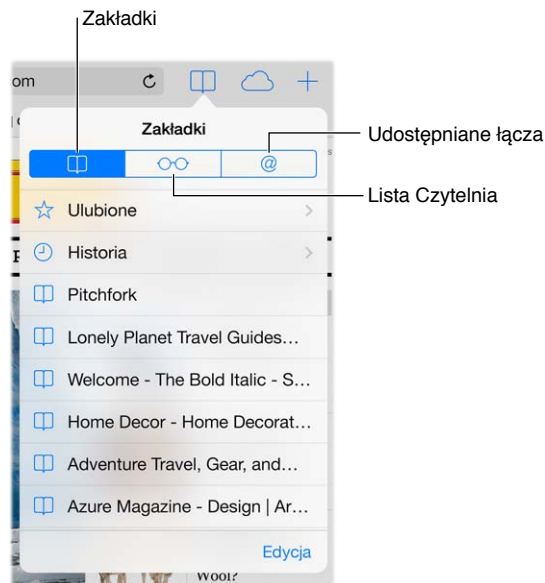 Zakładki
om
Zakładki
Udostępniane łącza
@
Lista Czytelnia
Ulubione
Historia
Pitchfork
Lonely Planet Travel Guides…
Welcome - The Bold Italic - S…
Home Decor - Home Decorat…
Adventure Travel, Gear, and…
Azure Magazine - Design | Ar…
Edycja
Wool?